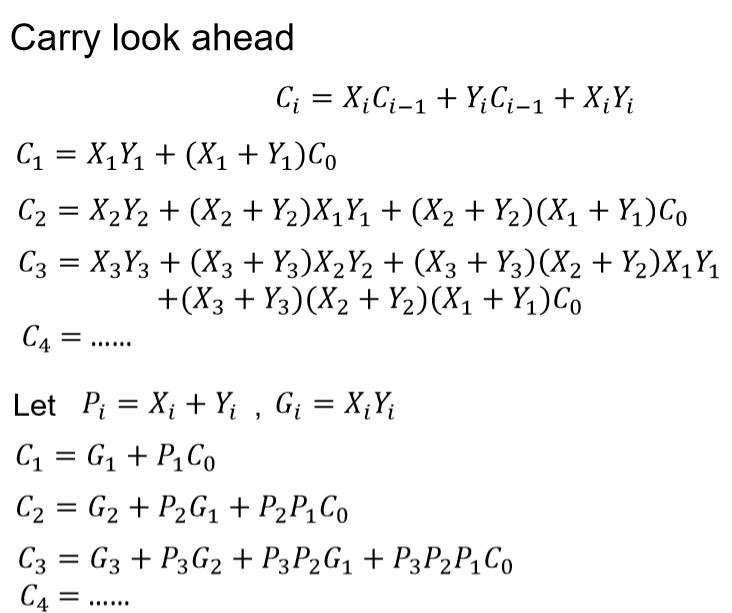 Carry look ahead
C_i = X_iC_{i−1} + Y_iC_{i−1} + X_iY_i
C_1 = X_1Y_1 + (X_1 + Y_1)C_0
C_2 = X_2Y_2 + (X_2 + Y_2)X_1Y_1 + (X_2 + Y_2)(X_1 + Y_1)C_0
C_3 = X_3Y_3 + (X_3 + Y_3)X_2Y_2 + (X_3 + Y_3)(X_2 + Y_2)X_1Y_1
+(X_3 + Y_3)(X_2 + Y_2)(X_1 + Y_1)C_0
C_4 = ......
Let P_i = X_i + Y_i , G_i = X_iY_i
C_1 = G_1 + P_1C_0
C_2 = G_2 + P_2G_1 + P_2P_1C_0
C_3 = G_3 + P_3G_2 + P_3P_2G_1 + P_3P_2P_1C_0
C_4 = ......